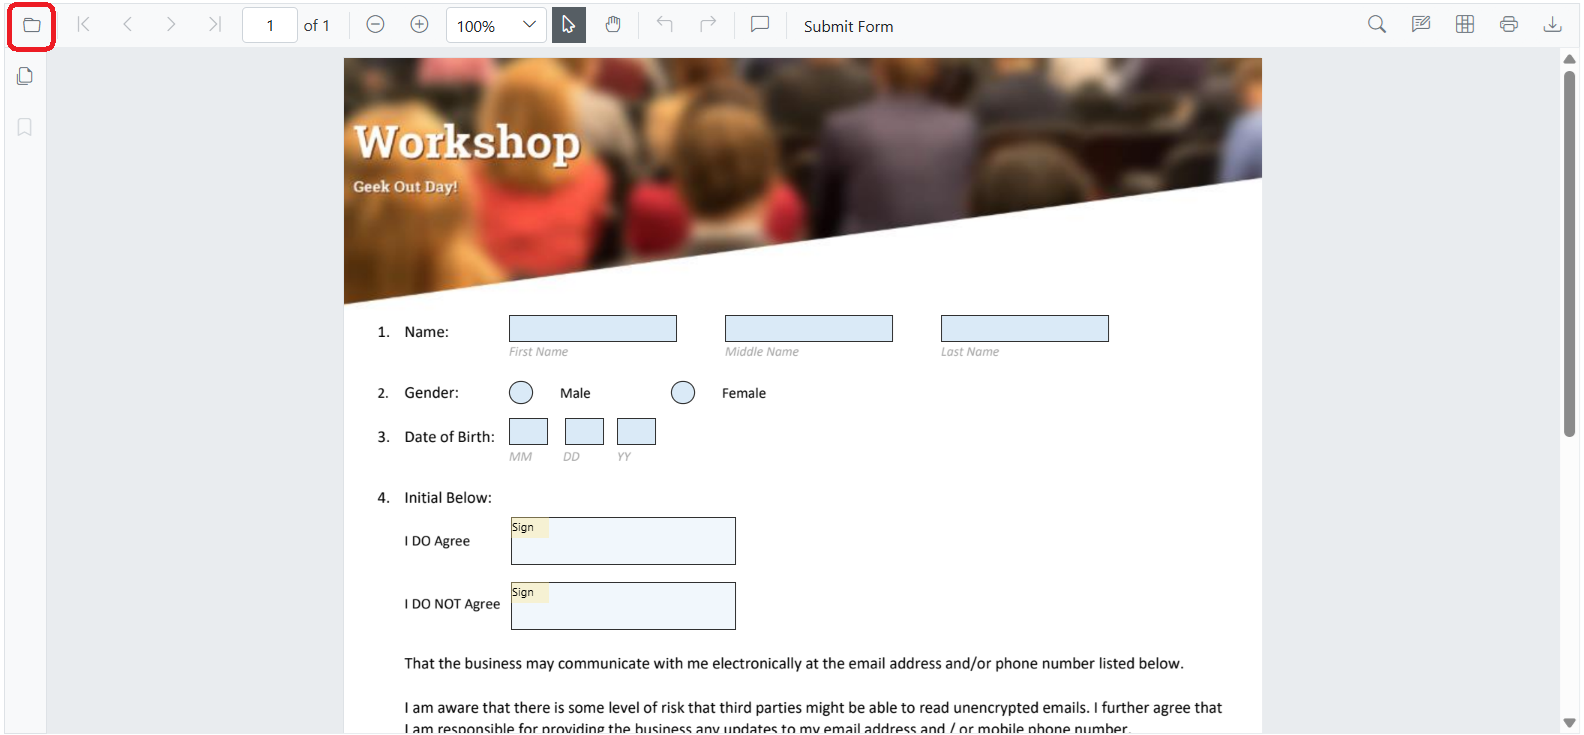 1 of 1 100% Submit Form
Workshop
Geek Out Day!
1. Name:
First Name Middle Name Last Name
2. Gender: Male Female
3. Date of Birth:
MM DD YY
4. Initial Below:
Sign
I DO Agree
Sign
I DO NOT Agree
That the business may communicate with me electronically at the email address and/or phone number listed below.
I am aware that there is some level of risk that third parties might be able to read unencrypted emails. I further agree that
I am responsible for providing the business any updates to my email address and / or mobile phone number.